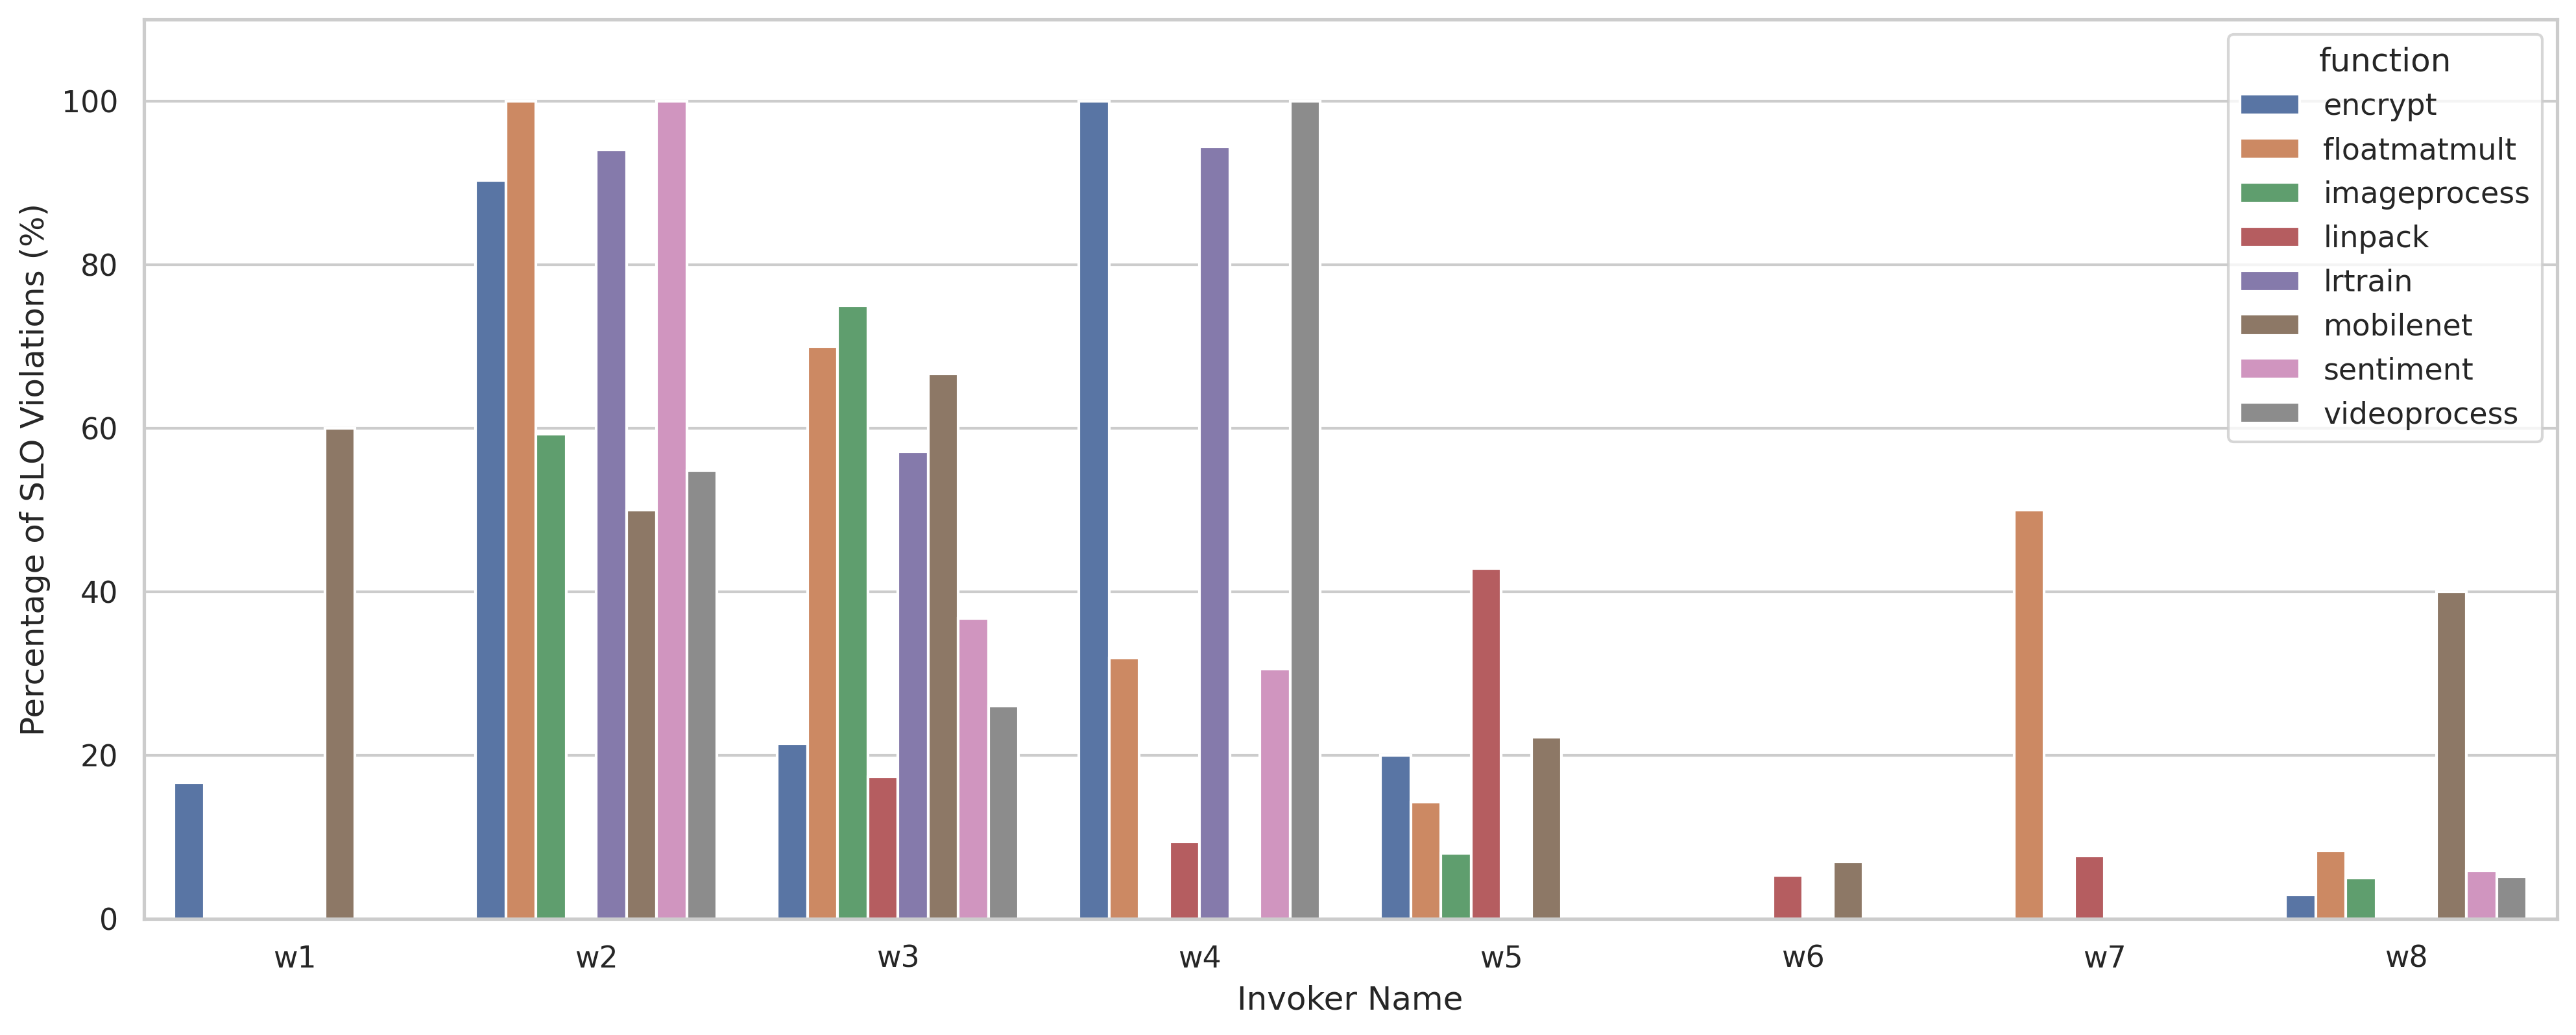 Percentage of SLO Violations (%)
100
80
60
40
20
0
function
encrypt
floatmatmult
imageprocess
linpack
lrtrain
mobilenet
sentiment
videoprocess
w1 w2 w3 w4 w5 w6 w7 w8
Invoker Name